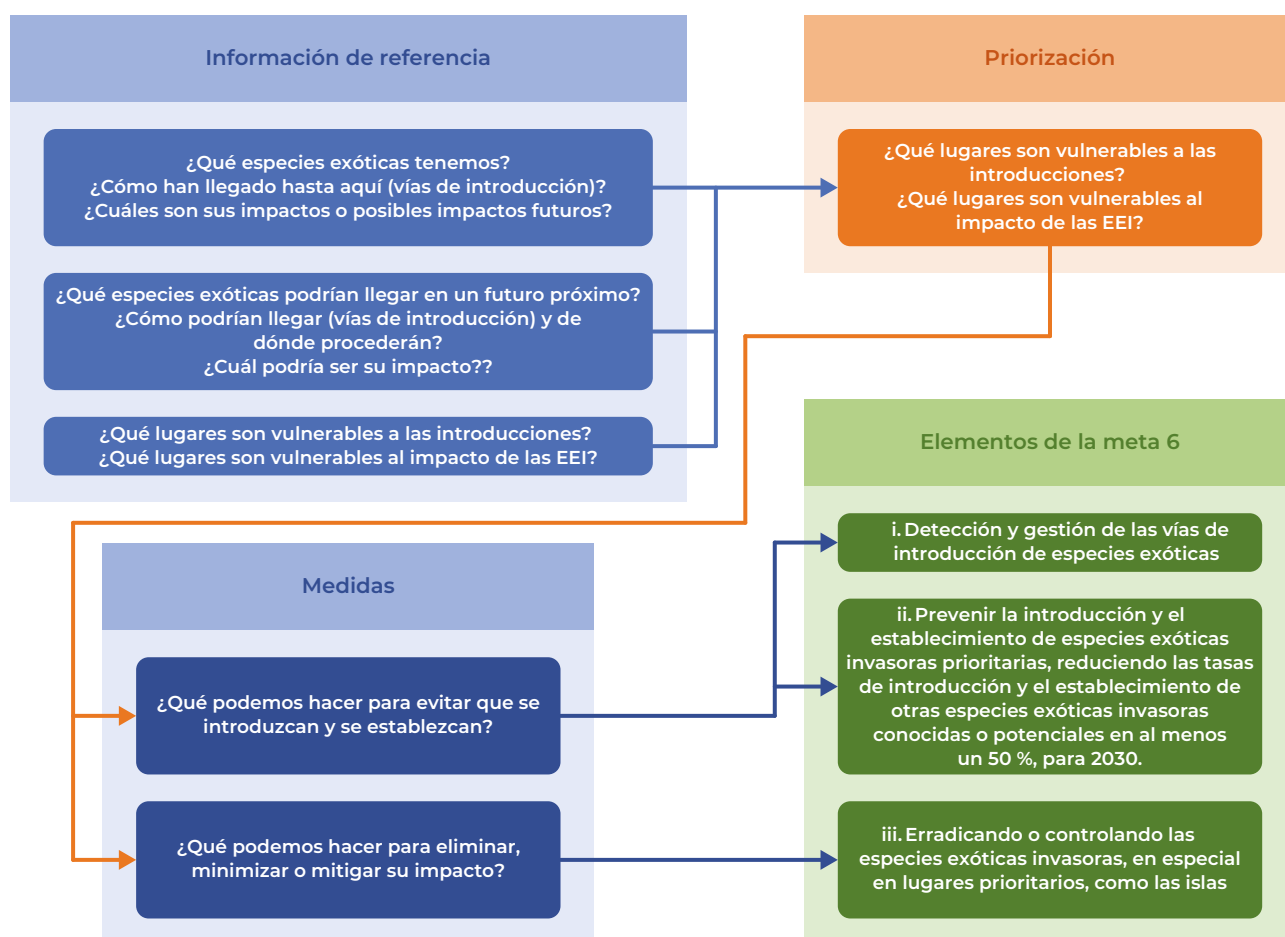 Información de referencia
¿Qué especies exóticas tenemos?
¿Cómo han llegado hasta aquí (vías de introducción)?
¿Cuáles son sus impactos o posibles impactos futuros?
¿Qué especies exóticas podrían llegar en un futuro próximo?
¿Cómo podrían llegar (vías de introducción) y de
dónde procederán?
¿Cuál podría ser su impacto??
¿Qué lugares son vulnerables a las introducciones?
¿Qué lugares son vulnerables al impacto de las EEI?
Priorización
¿Qué lugares son vulnerables a las
introducciones?
¿Qué lugares son vulnerables al
impacto de las EEI?
Medidas
¿Qué podemos hacer para evitar que se
introduzcan y se establezcan?
¿Qué podemos hacer para eliminar,
minimizar o mitigar su impacto?
Elementos de la meta 6
i. Detección y gestión de las vías de
introducción de especies exóticas
ii. Prevenir la introducción y el
establecimiento de especies exóticas
invasoras prioritarias, reduciendo las tasas
de introducción y el establecimiento de
otras especies exóticas invasoras
conocidas o potenciales en al menos
un 50 %, para 2030.
iii. Erradicando o controlando las
especies exóticas invasoras, en especial
en lugares prioritarios, como las islas